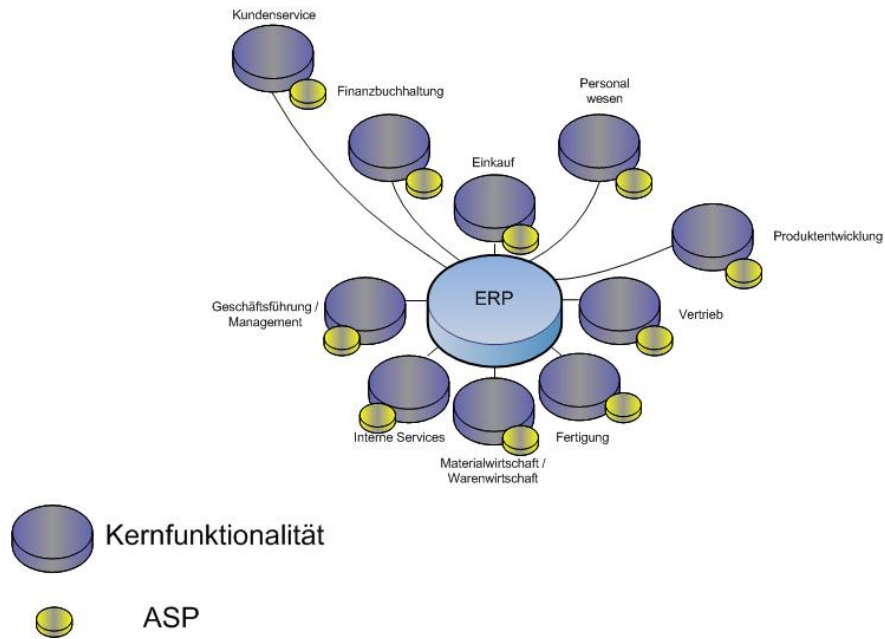 Kundenservice
Finanzbuchhaltung
Personal
wesen
Einkauf
Produktentwicklung
ERP
Geschäftsführung /
Management
Vertrieb
Interne Services
Fertigung
Materialwirtschaft /
Warenwirtschaft
Kernfunktionalität
ASP